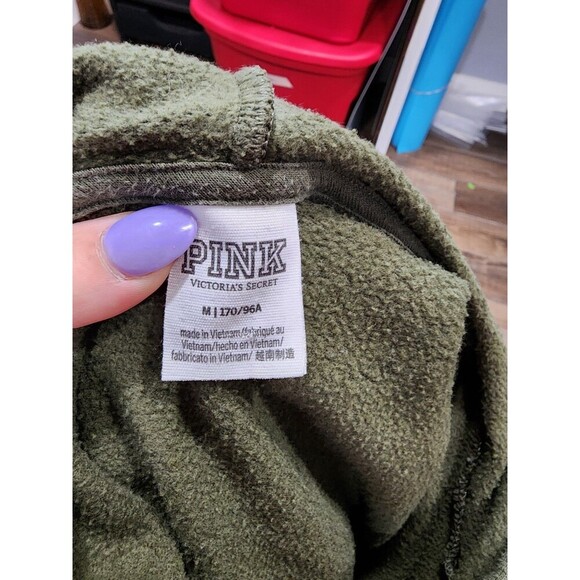 PINK
VICTORIA'S SECRET
M | 170/96A
made in Vietnam/fabriqué au
Vietnam/hecho en Vietnam/
fabbricato in Vietnam/ 越南制造